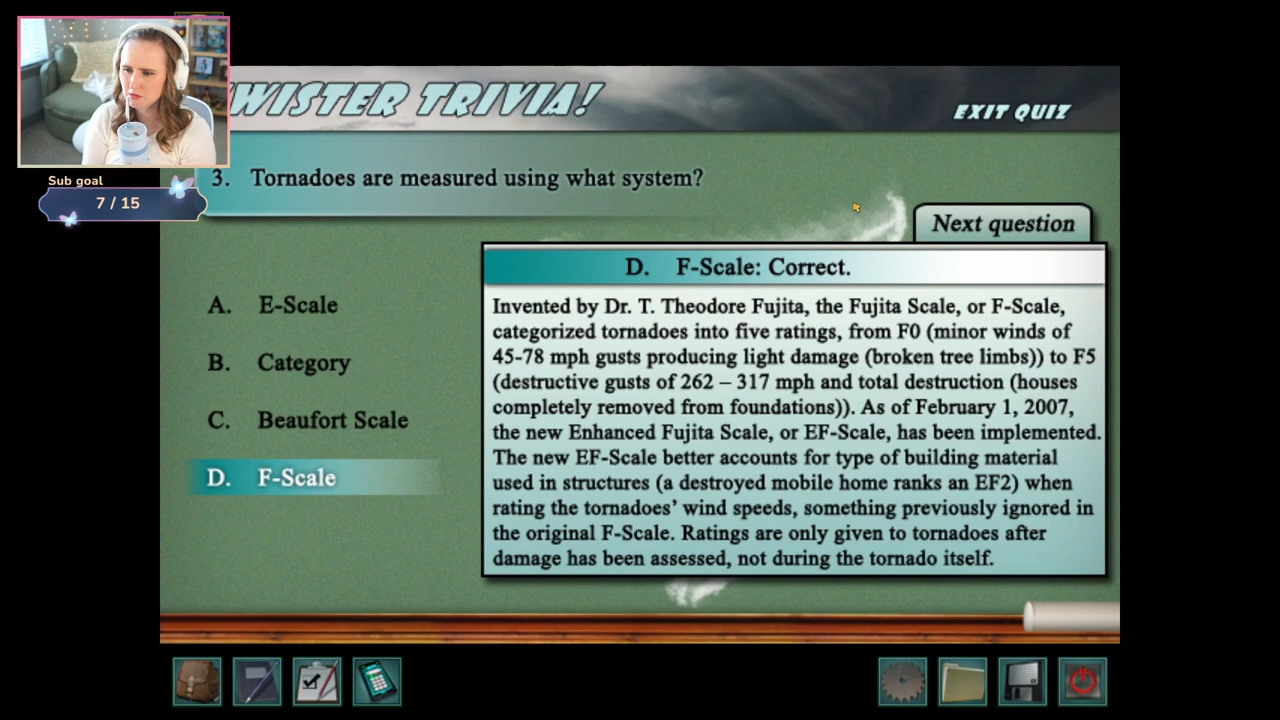 TWISTER TRIVIA!
EXIT QUIZ
Sub goal
7 / 15
3. Tornadoes are measured using what system?
Next question
A. E-Scale
B. Category
C. Beaufort Scale
D. F-Scale
D. F-Scale: Correct.
Invented by Dr. T. Theodore Fujita, the Fujita Scale, or F-Scale,
categorized tornadoes into five ratings, from F0 (minor winds of
45-78 mph gusts producing light damage (broken tree limbs)) to F5
(destructive gusts of 262 – 317 mph and total destruction (houses
completely removed from foundations)). As of February 1, 2007,
the new Enhanced Fujita Scale, or EF-Scale, has been implemented.
The new EF-Scale better accounts for type of building material
used in structures (a destroyed mobile home ranks an EF2) when
rating the tornadoes’ wind speeds, something previously ignored in
the original F-Scale. Ratings are only given to tornadoes after
damage has been assessed, not during the tornado itself.